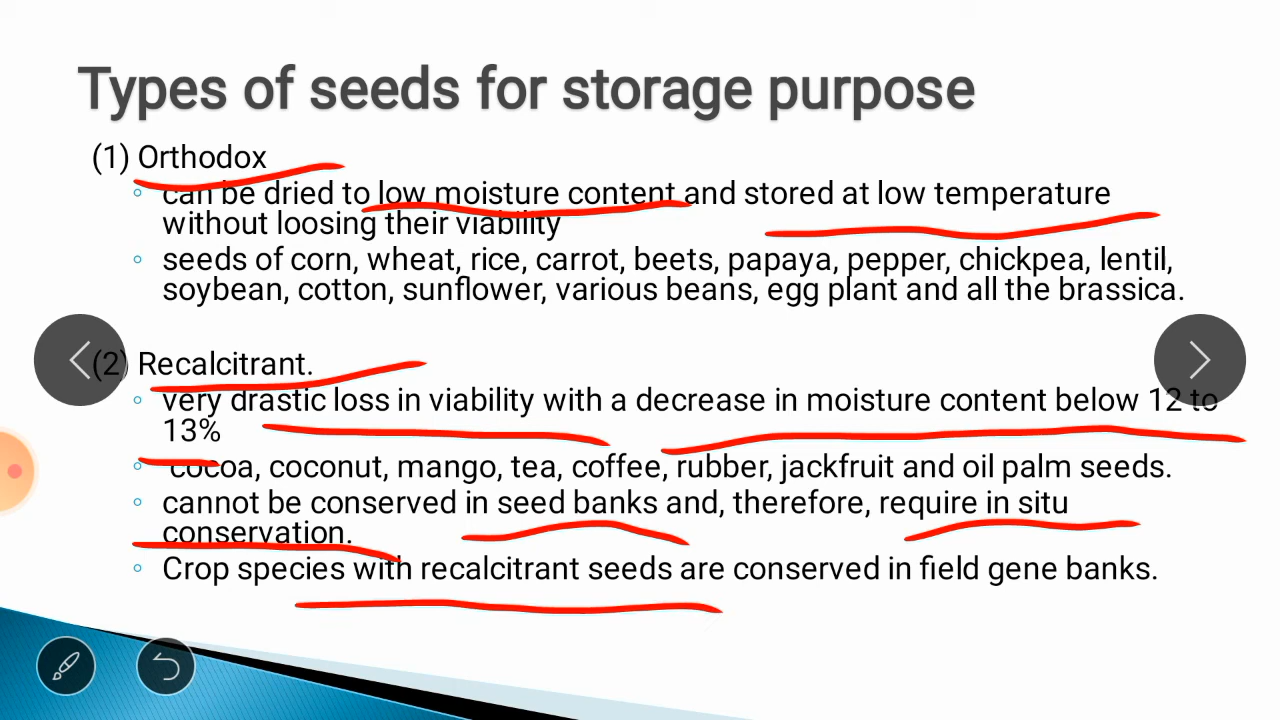 Types of seeds for storage purpose
(1) Orthodox
◦ can be dried to low moisture content and stored at low temperature
without loosing their viability
◦ seeds of corn, wheat, rice, carrot, beets, papaya, pepper, chickpea, lentil,
soybean, cotton, sunflower, various beans, egg plant and all the brassica.
(2) Recalcitrant.
◦ very drastic loss in viability with a decrease in moisture content below 12 to
13%
◦ cocoa, coconut, mango, tea, coffee, rubber, jackfruit and oil palm seeds.
◦ cannot be conserved in seed banks and, therefore, require in situ
conservation.
◦ Crop species with recalcitrant seeds are conserved in field gene banks.